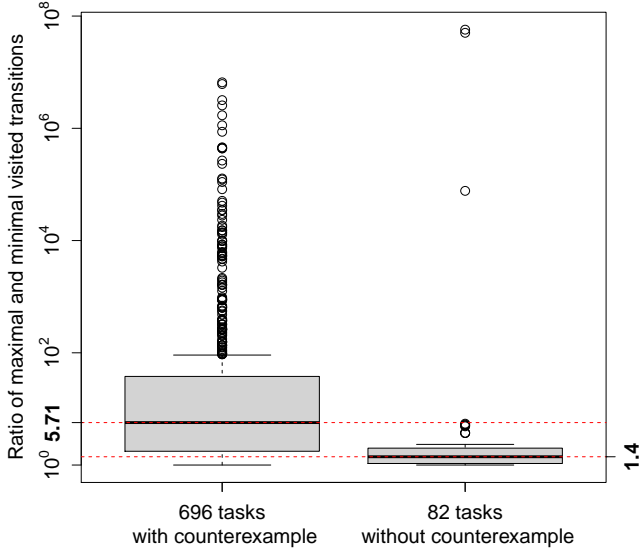 Ratio of maximal and minimal visited transitions
10^8
10^6
10^4
10^2
5.71
10^0
1.4
696 tasks
with counterexample
82 tasks
without counterexample